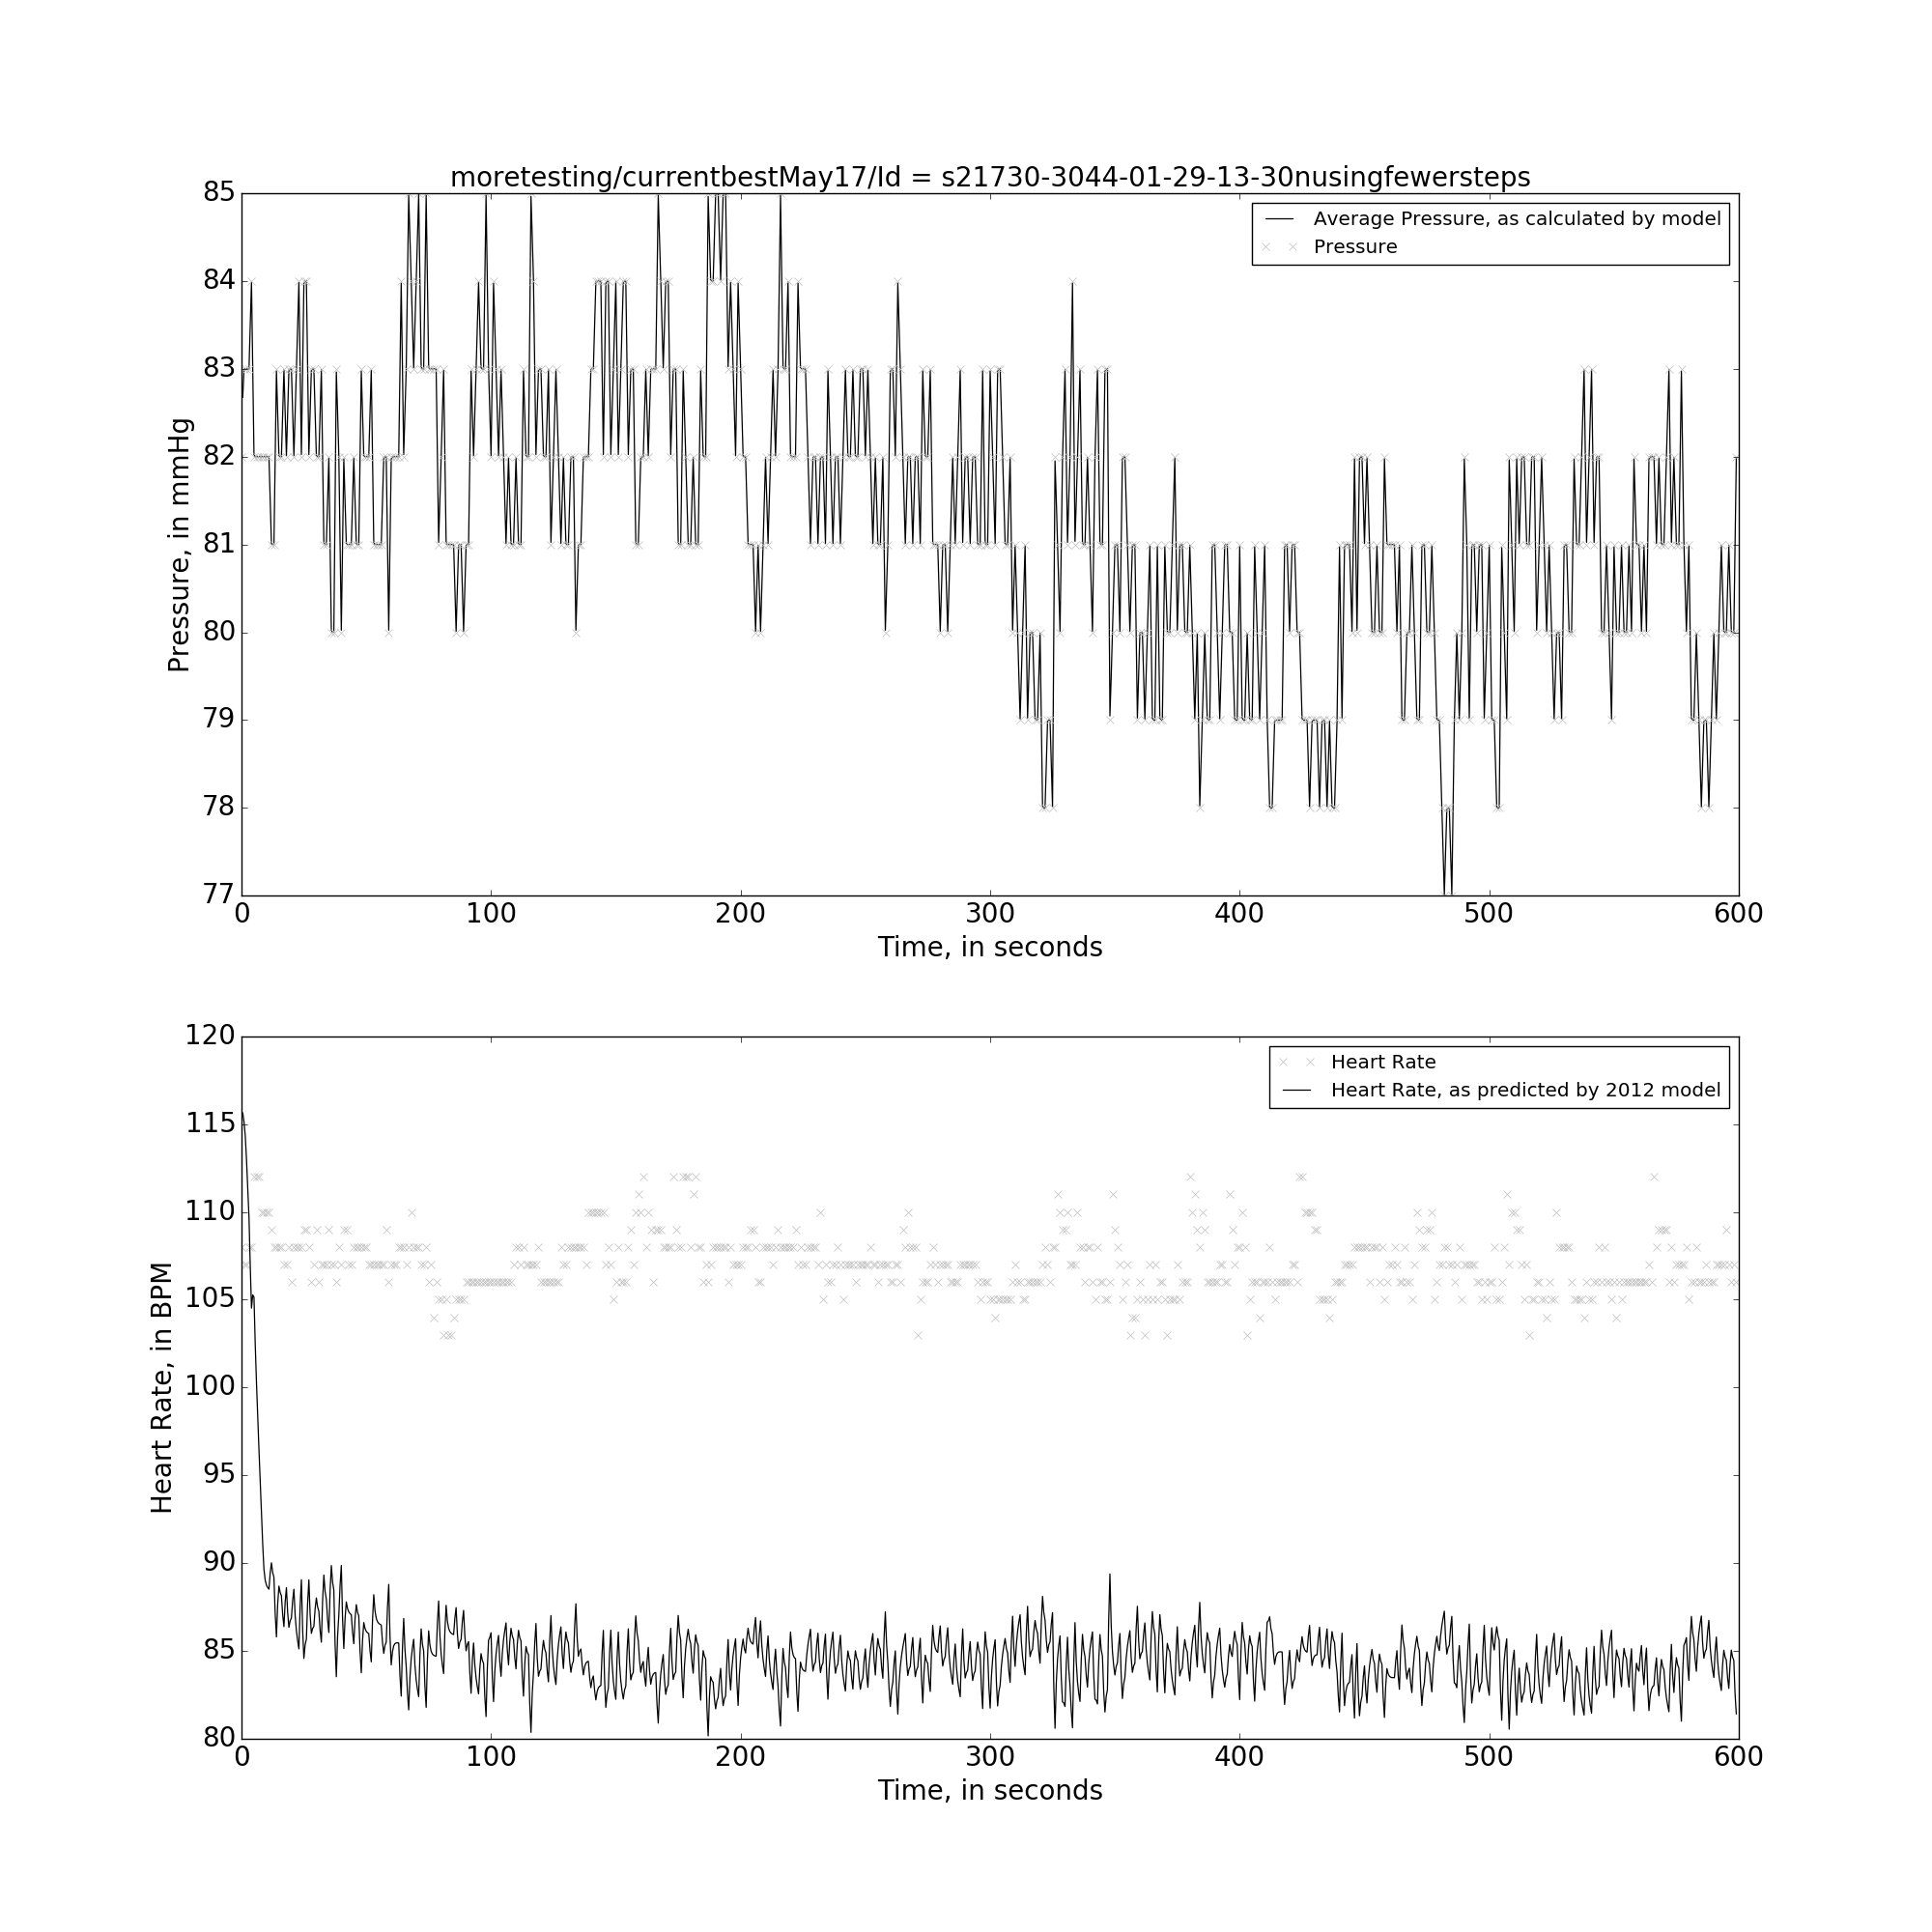 moretesting/currentbestMay17/Id = s21730-3044-01-29-13-30nusingfewersteps
85
84
83
82
81
80
79
78
77
Pressure, in mmHg
Average Pressure, as calculated by model
Pressure
0 100 200 300 400 500 600
Time, in seconds
120
115
110
105
100
95
90
85
80
Heart Rate, in BPM
Heart Rate
Heart Rate, as predicted by 2012 model
0 100 200 300 400 500 600
Time, in seconds